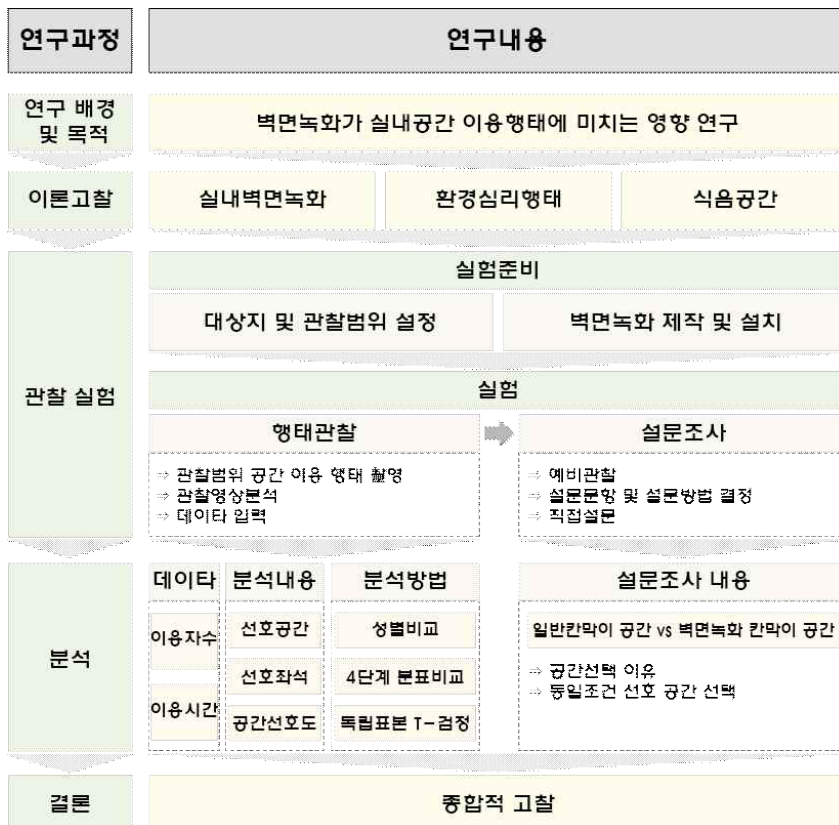 연구과정
연구내용
연구 배경
및 목적
벽면녹화가 실내공간 이용행태에 미치는 영향 연구
이론고찰
실내벽면녹화
환경심리행태
식음공간
관찰 실험
실험준비
대상지 및 관찰범위 설정
벽면녹화 제작 및 설치
실험
행태관찰
⇒ 관찰범위 공간 이용 행태 촬영
⇒ 관찰영상분석
⇒ 데이타 입력
설문조사
⇒ 예비관찰
⇒ 설문문항 및 설문방법 결정
⇒ 직접설문
분석
데이타
이용자수
이용시간
분석내용
선호공간
선호좌석
공간선호도
분석방법
성별비교
4단계 분표비교
독립표본 T-검정
설문조사 내용
일반칸막이 공간 vs 벽면녹화 칸막이 공간
⇒ 공간선택 이유
⇒ 동일조건 선호 공간 선택
결론
종합적 고찰